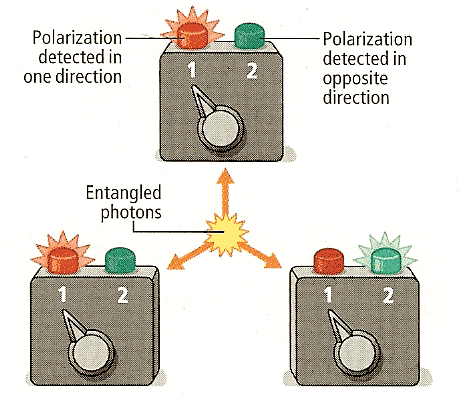 Polarization
detected in
one direction
Polarization
detected in
opposite
direction
1 2
Entangled
photons
1 2
1 2